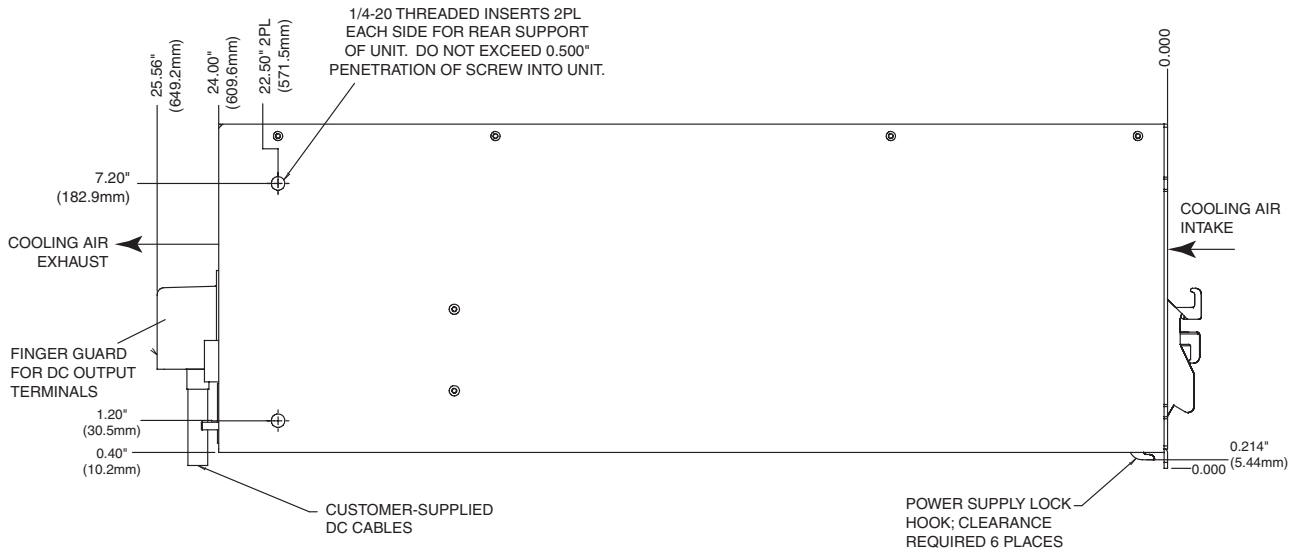 1/4-20 THREADED INSERTS 2PL
EACH SIDE FOR REAR SUPPORT
OF UNIT. DO NOT EXCEED 0.500"
PENETRATION OF SCREW INTO UNIT.
25.56"
(649.2mm)
24.00"
(609.6mm)
22.50" 2PL
(571.5mm)
0.000
7.20"
(182.9mm)
COOLING AIR
EXHAUST
COOLING AIR
INTAKE
FINGER GUARD
FOR DC OUTPUT
TERMINALS
1.20"
(30.5mm)
0.40"
(10.2mm)
0.214"
(5.44mm)
0.000
CUSTOMER-SUPPLIED
DC CABLES
POWER SUPPLY LOCK
HOOK; CLEARANCE
REQUIRED 6 PLACES